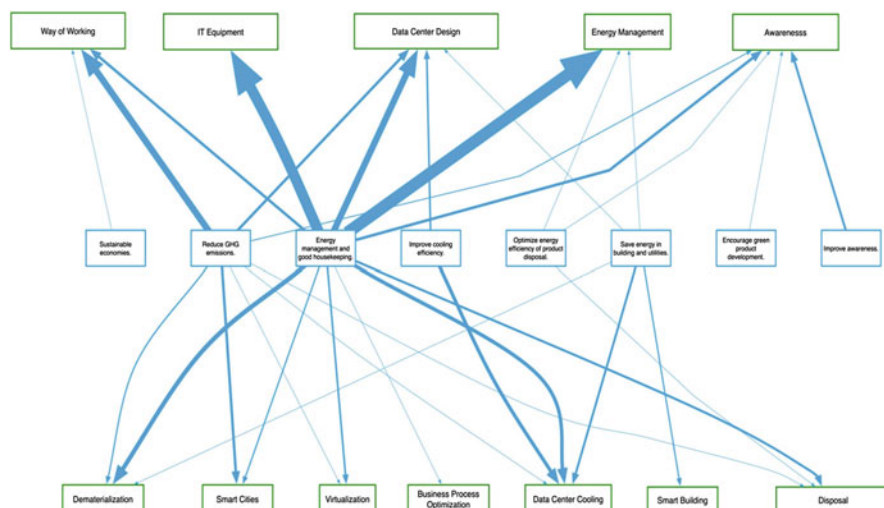 Way of Working
IT Equipment
Data Center Design
Energy Management
Awarenesss
Sustainable
economies.
Reduce GHG
emissions.
Energy
management and
good housekeeping.
Improve cooling
efficiency.
Optimize energy
efficiency of product
disposal.
Save energy in
building and utilities.
Encourage green
product
development.
Improve awareness.
Dematerialization
Smart Cities
Virtualization
Business Process
Optimization
Data Center Cooling
Smart Building
Disposal